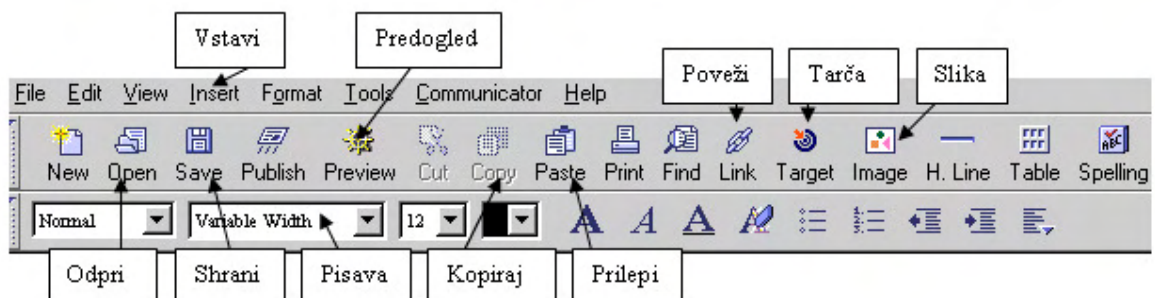 Vstavi Predogled
Poveži Tarča Slika
File Edit View Insert Format Tools Communicator Help
New Open Save Publish Preview Cut Copy Paste Print Find Link Target Image H. Line Table Spelling
Normal Variable Width 12 A A A
Odpri Shrani Pisava Kopiraj Prilepi